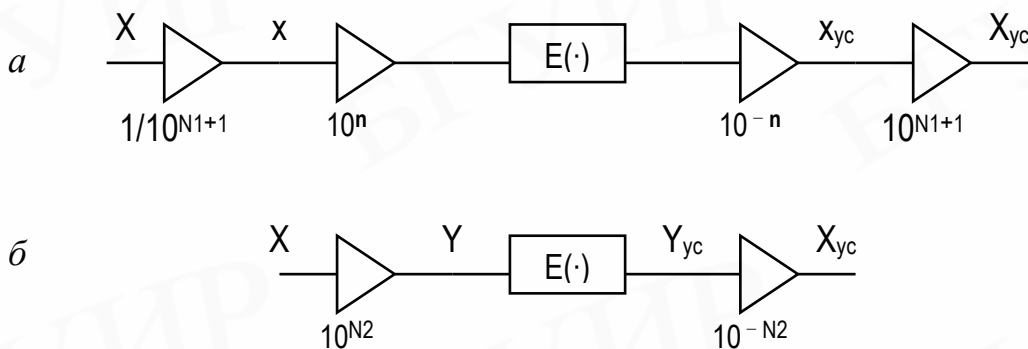 а
X
x
x_ус
X_ус
E(·)
1/10^N1+1
10^n
10^− n
10^N1+1
б
X
Y
Y_ус
X_ус
E(·)
10^N2
10^− N2